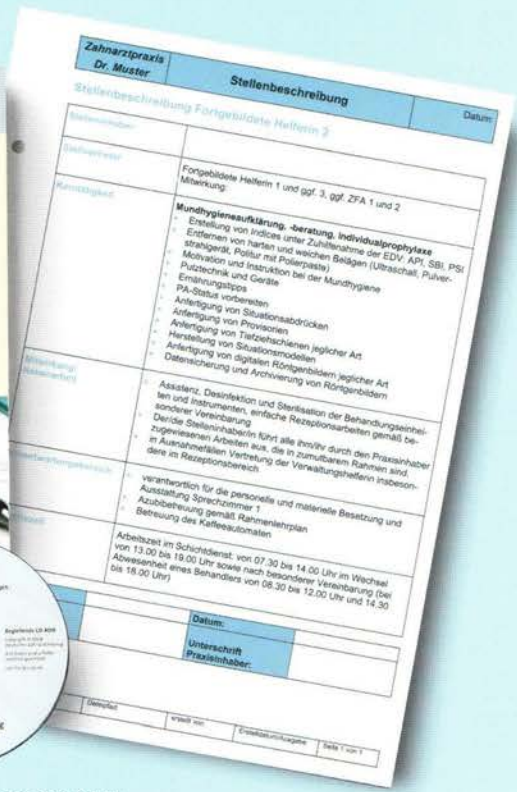 Zahnarztpraxis
Dr. Muster
Stellenbeschreibung
Datum
Stellenbeschreibung Fortgebildete Helferin 2
Stelleninhaber
Stellvertreter
Fortgebildete Helferin 1 und ggf. 3, ggf. ZFA 1 und 2
Mitwirkung:
Kerntätigkeit
Mundhygieneaufklärung, -beratung, Individualprophylaxe
Erstellung von Indices unter Zuhilfenahme der EDV: API, SBI, PSI
Entfernen von harten und weichen Belägen (Ultraschall, Pulver-
strahlgerät, Politur mit Polierpaste)
Motivation und Instruktion bei der Mundhygiene
Putztechnik und Geräte
Ernährungstipps
PA-Status vorbereiten
Anfertigung von Situationsabdrücken
Anfertigung von Provisorien
Anfertigung von Tiefziehschienen jeglicher Art
Herstellung von Situationsmodellen
Anfertigung von digitalen Röntgenbildern jeglicher Art
Datensicherung und Archivierung von Röntgenbildern
Assistenz, Desinfektion und Sterilisation der Behandlungseinhei-
ten und Instrumenten, einfache Rezeptionsarbeiten gemäß be-
sonderer Vereinbarung
Der/die Stelleninhaber/in führt alle ihm/ihr durch den Praxisinhaber
zugewiesenen Arbeiten aus, die in zumutbarem Rahmen sind,
in Ausnahmefällen Vertretung der Verwaltungshelferin insbeson-
dere im Rezeptionsbereich.
verantwortlich für die personelle und materielle Besetzung und
Ausstattung Sprechzimmer 1
Azubibetreuung gemäß Rahmenlehrplan
Betreuung des Kaffeeautomaten
Arbeitszeit im Schichtdienst: von 07.30 bis 14.00 Uhr im Wechsel
von 13.00 bis 19.00 Uhr sowie nach besonderer Vereinbarung (bei
Abwesenheit eines Behandlers von 08.30 bis 12.00 Uhr und 14.30
bis 18.00 Uhr)
Datum:
Unterschrift
Praxisinhaber:
Dateipfad:
erstellt von:
Erstelldatum/Ausgabe:
Seite 1 von 1